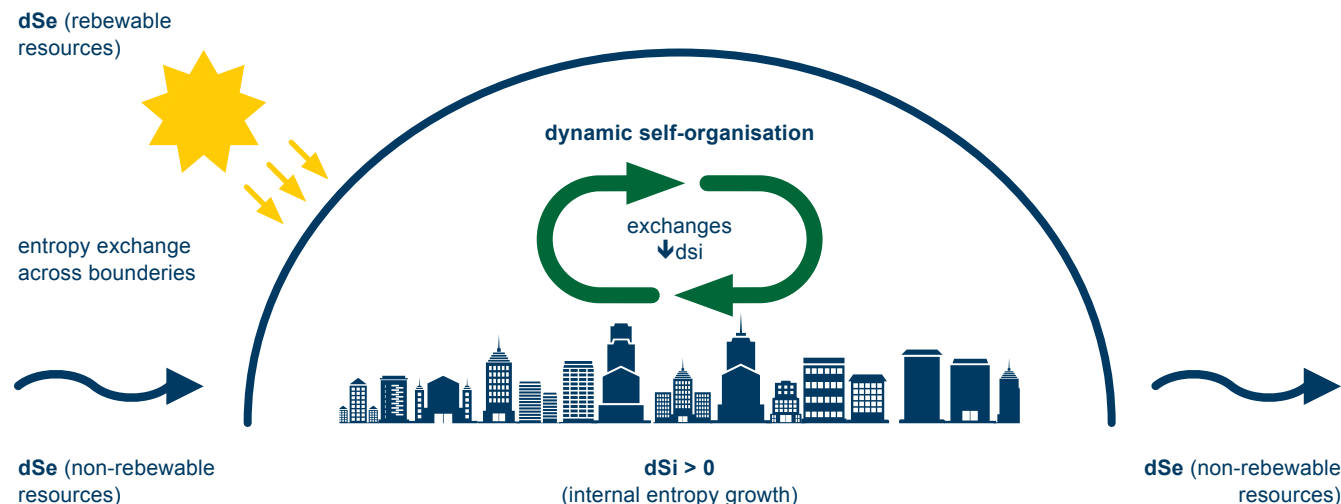 dSe (rebewable
resources)
dynamic self-organisation
exchanges
🡻dsi
entropy exchange
across bounderies
dSe (non-rebewable
resources)
dSi > 0
(internal entropy growth)
dSe (non-rebewable
resources)